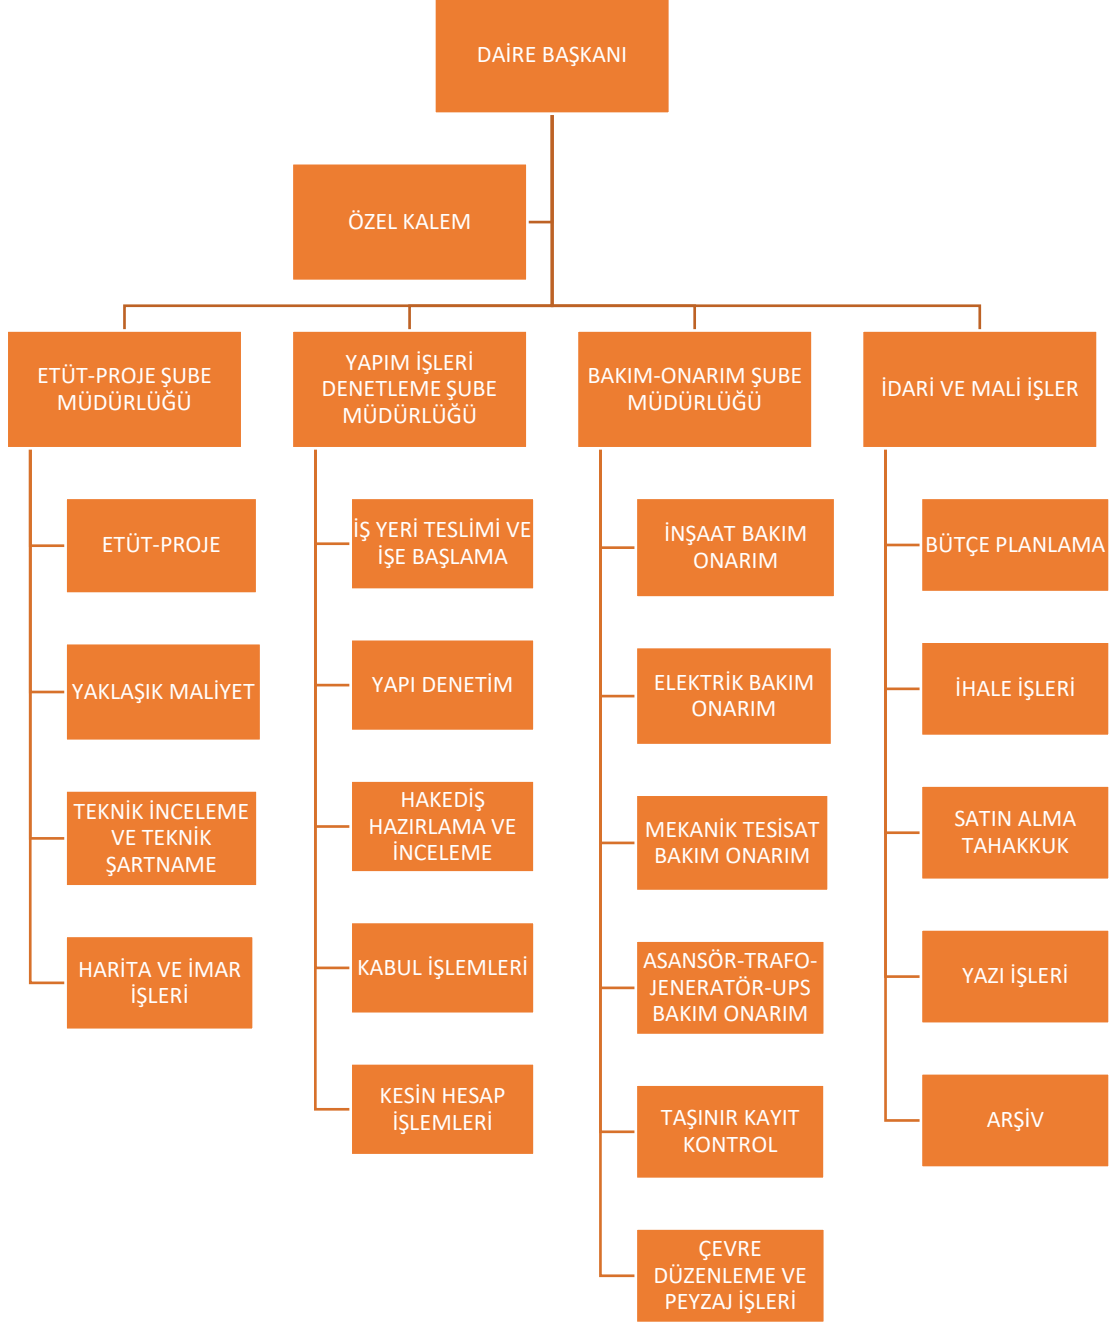 DAİRE BAŞKANI
ÖZEL KALEM
ETÜT-PROJE ŞUBE
MÜDÜRLÜĞÜ
ETÜT-PROJE
YAKLAŞIK MALİYET
TEKNİK İNCELEME
VE TEKNİK
ŞARTNAME
HARİTA VE İMAR
İŞLERİ
YAPIM İŞLERİ
DENETLEME ŞUBE
MÜDÜRLÜĞÜ
İŞ YERİ TESLİMİ VE
İŞE BAŞLAMA
YAPI DENETİM
HAKEDİŞ
HAZIRLAMA VE
İNCELEME
KABUL İŞLEMLERİ
KESİN HESAP
İŞLEMLERİ
BAKIM-ONARIM ŞUBE
MÜDÜRLÜĞÜ
İNŞAAT BAKIM
ONARIM
ELEKTRİK BAKIM
ONARIM
MEKANİK TESİSAT
BAKIM ONARIM
ASANSÖR-TRAFO-
JENERATÖR-UPS
BAKIM ONARIM
TAŞINIR KAYIT
KONTROL
ÇEVRE
DÜZENLEME VE
PEYZAJ İŞLERİ
İDARİ VE MALİ İŞLER
BÜTÇE PLANLAMA
İHALE İŞLERİ
SATIN ALMA
TAHAKKUK
YAZI İŞLERİ
ARŞİV